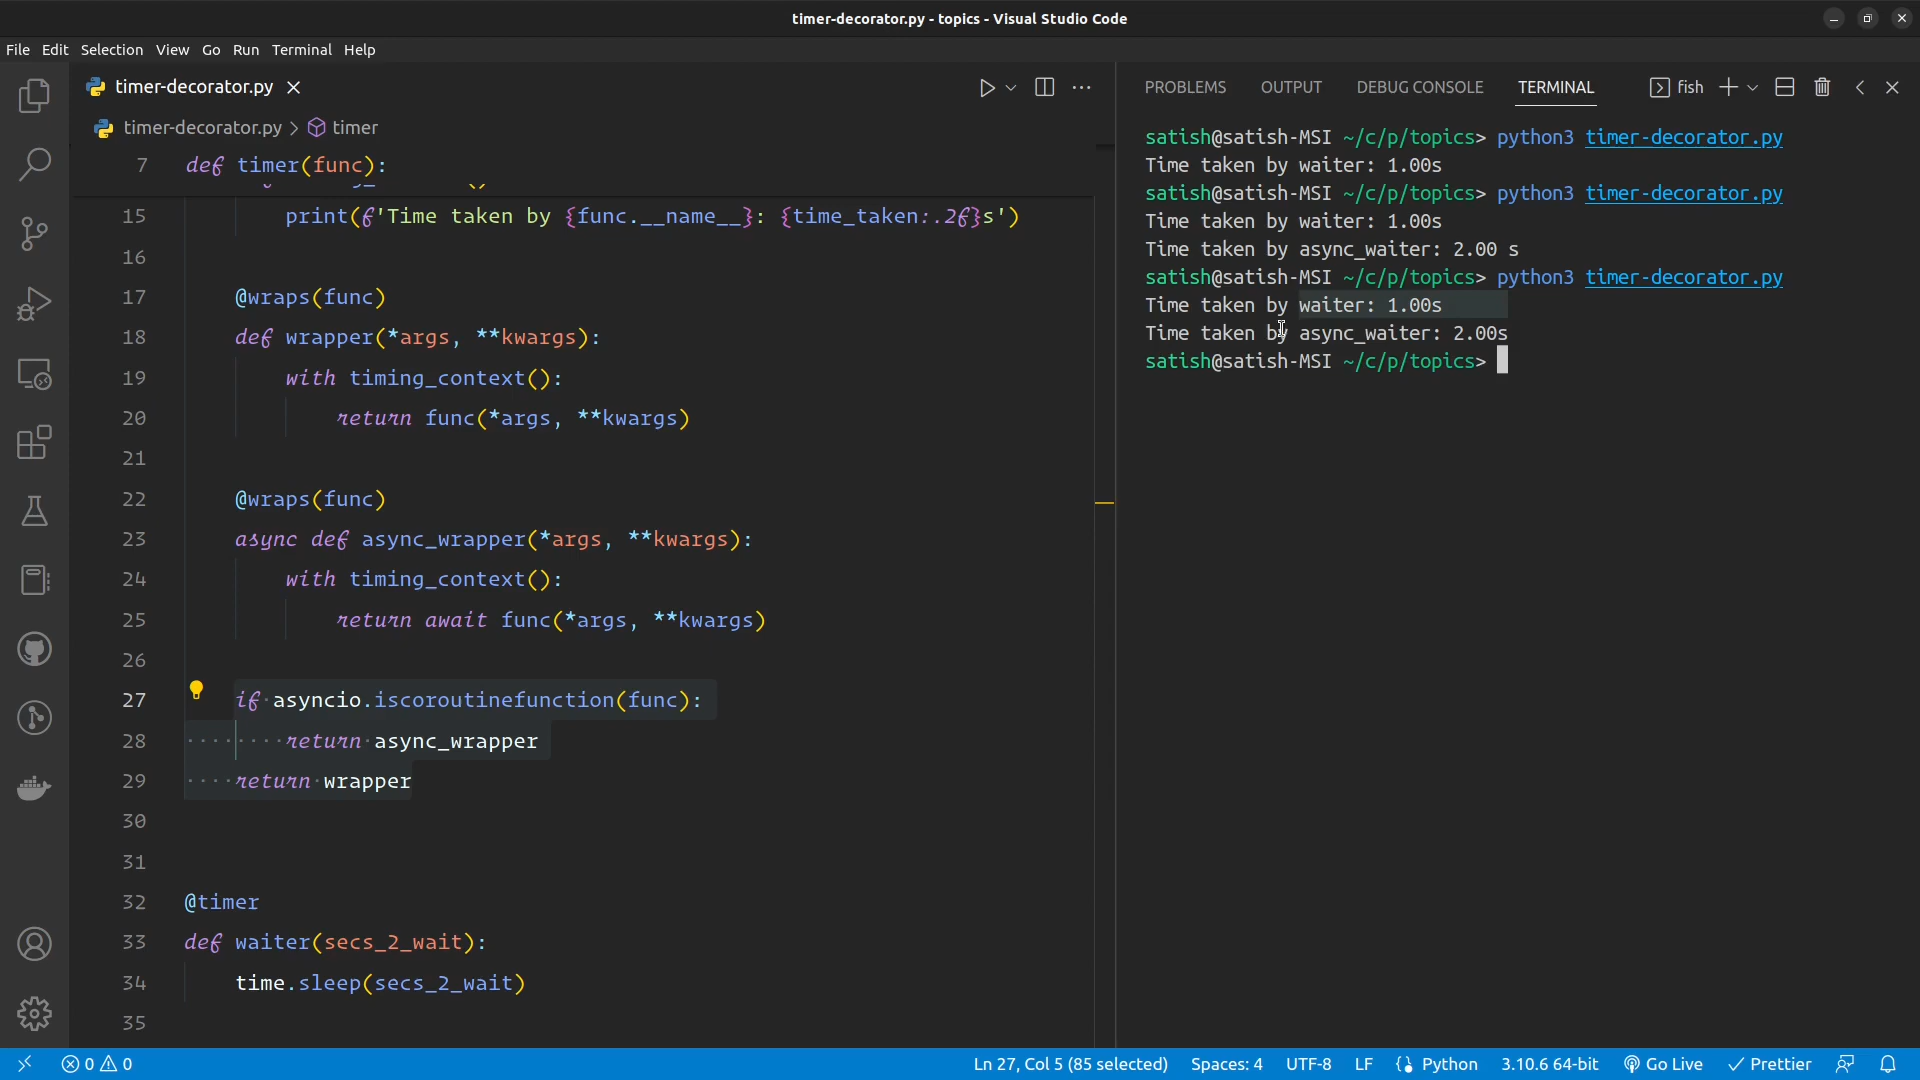 timer-decorator.py - topics - Visual Studio Code
File Edit Selection View Go Run Terminal Help
timer-decorator.py
timer-decorator.py > timer
7 def timer(func):
15 print(f'Time taken by {func.__name__}: {time_taken:.2f}s')
16
17 @wraps(func)
18 def wrapper(*args, **kwargs):
19 with timing_context():
20 return func(*args, **kwargs)
21
22 @wraps(func)
23 async def async_wrapper(*args, **kwargs):
24 with timing_context():
25 return await func(*args, **kwargs)
26
27 if asyncio.iscoroutinefunction(func):
28 return async_wrapper
29 return wrapper
30
31
32 @timer
33 def waiter(secs_2_wait):
34 time.sleep(secs_2_wait)
35
PROBLEMS OUTPUT DEBUG CONSOLE TERMINAL fish
satish@satish-MSI ~/c/p/topics> python3 timer-decorator.py
Time taken by waiter: 1.00s
satish@satish-MSI ~/c/p/topics> python3 timer-decorator.py
Time taken by waiter: 1.00s
Time taken by async_waiter: 2.00 s
satish@satish-MSI ~/c/p/topics> python3 timer-decorator.py
Time taken by waiter: 1.00s
Time taken by async_waiter: 2.00s
satish@satish-MSI ~/c/p/topics>
0 0 Ln 27, Col 5 (85 selected) Spaces: 4 UTF-8 LF Python 3.10.6 64-bit Go Live Prettier